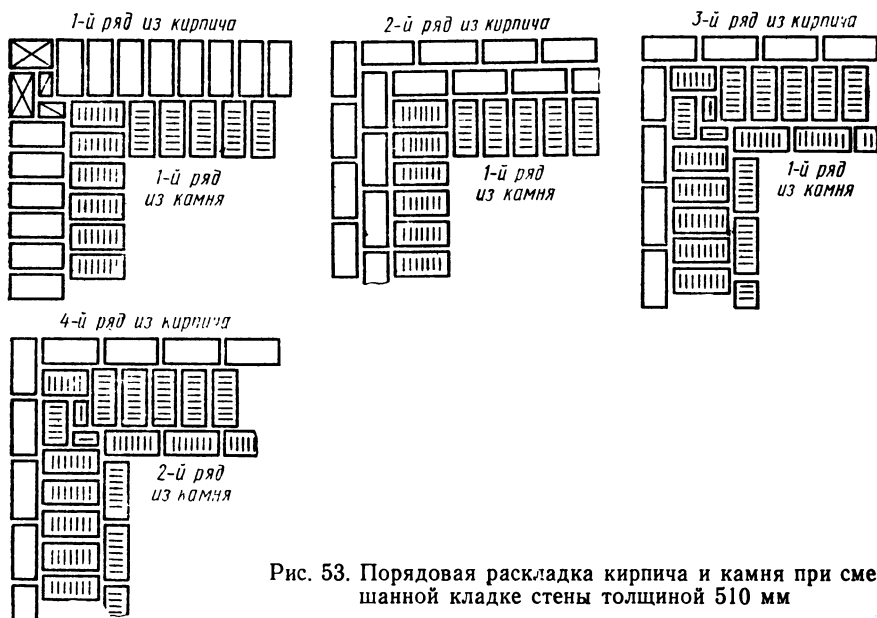 1-й ряд из кирпича
2-й ряд из кирпича
3-й ряд из кирпича
1-й ряд
из камня
1-й ряд
из камня
1-й ряд
из камня
4-й ряд из кирпича
2-й ряд
из камня
Рис. 53. Порядовая раскладка кирпича и камня при сме
шанной кладке стены толщиной 510 мм